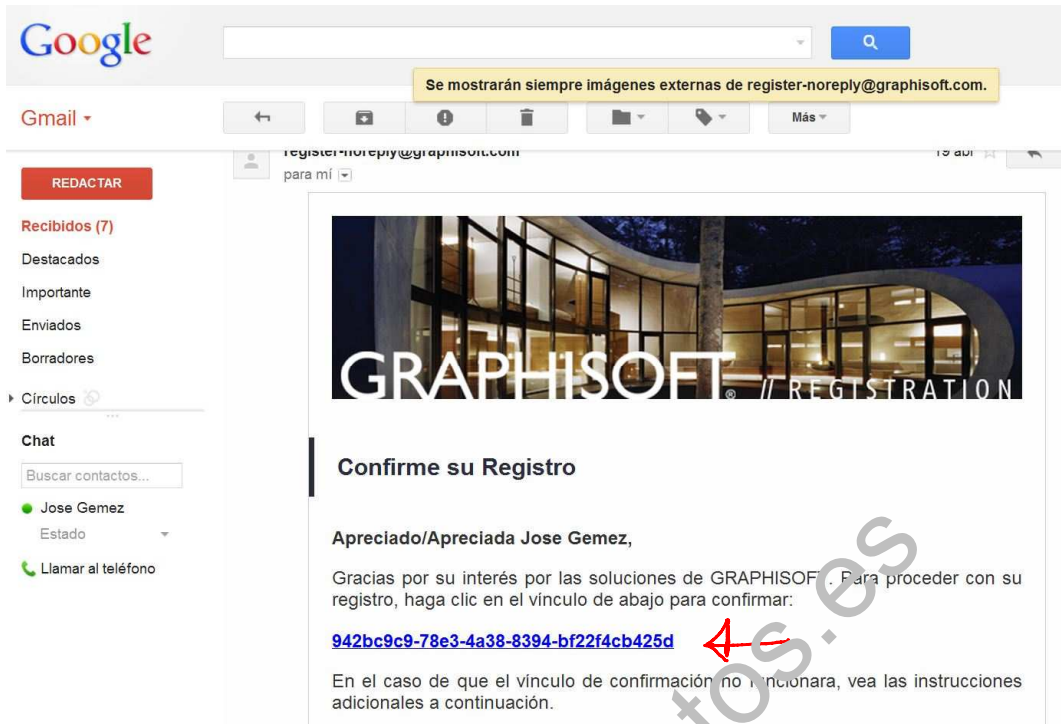 Google
Se mostrarán siempre imágenes externas de register-noreply@graphisoft.com.
Gmail
Más
register-noreply@graphisoft.com
19 abr
para mí
REDACTAR
Recibidos (7)
Destacados
Importante
Enviados
Borradores
Círculos
Chat
Buscar contactos...
Jose Gemez
Estado
Llamar al teléfono
GRAPHISOFT® // REGISTRATION
Confirme su Registro
Apreciado/Apreciada Jose Gemez,
Gracias por su interés por las soluciones de GRAPHISOFT. Para proceder con su
registro, haga clic en el vínculo de abajo para confirmar:
942bc9c9-78e3-4a38-8394-bf22f4cb425d
En el caso de que el vínculo de confirmación no funcionara, vea las instrucciones
adicionales a continuación.
tos.es